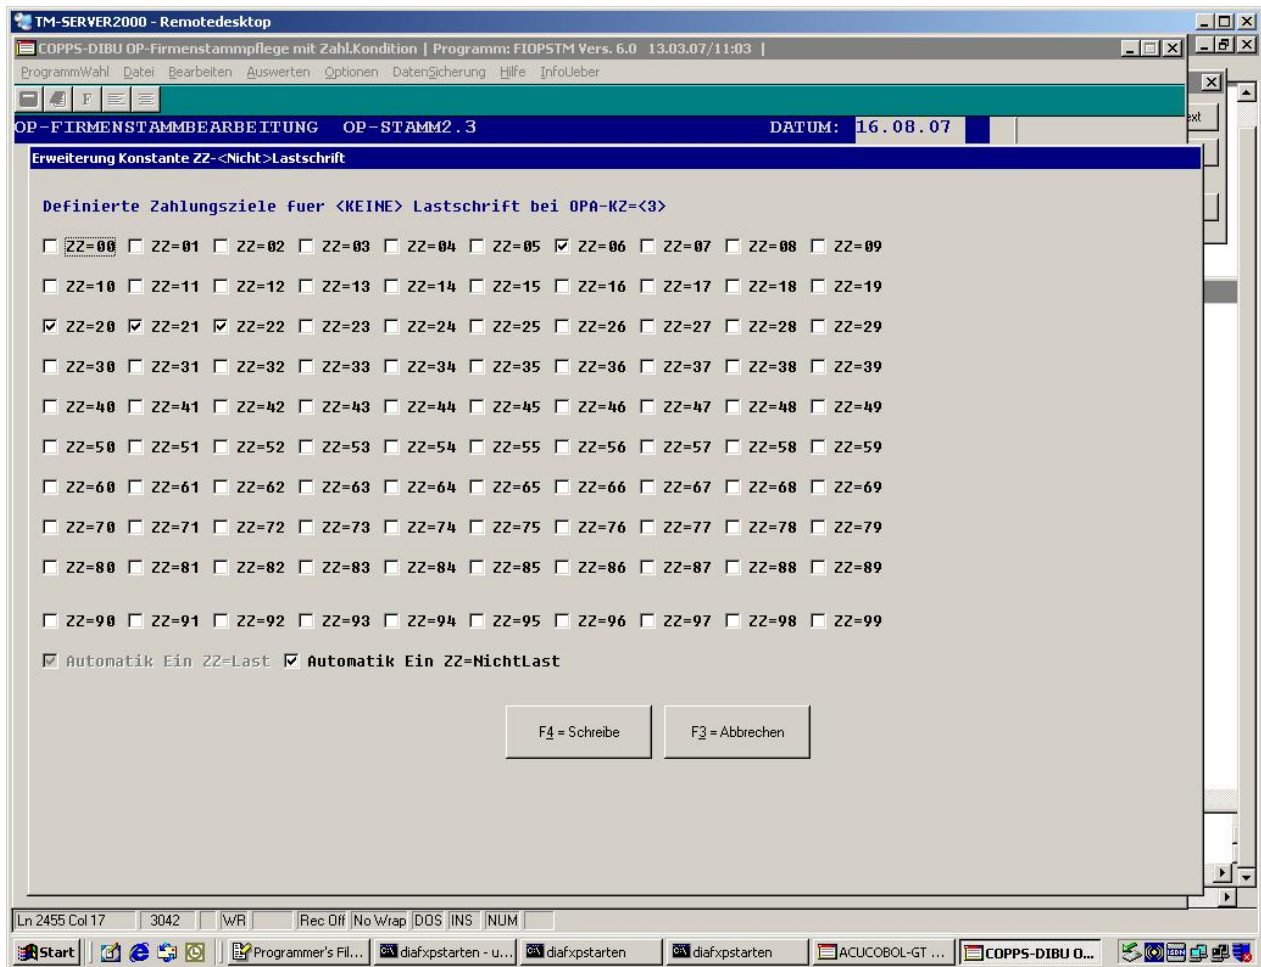 TM-SERVER2000 - Remotedesktop
COPPS-DIBU OP-Firmenstammpflege mit Zahl.Kondition | Programm: FIOPSTM Vers. 6.0 13.03.07/11:03 |
ProgrammWahl Datei Bearbeiten Auswerten Optionen DatenSicherung Hilfe InfoUeber
F
OP-FIRMENSTAMMBEARBEITUNG OP-STAMM2.3 DATUM: 16.08.07
ext
Erweiterung Konstante ZZ-<Nicht>Lastschrift
Definierte Zahlungsziele fuer <KEINE> Lastschrift bei OPA-KZ=<3>
ZZ=00 ZZ=01 ZZ=02 ZZ=03 ZZ=04 ZZ=05 ZZ=06 ZZ=07 ZZ=08 ZZ=09
ZZ=10 ZZ=11 ZZ=12 ZZ=13 ZZ=14 ZZ=15 ZZ=16 ZZ=17 ZZ=18 ZZ=19
ZZ=20 ZZ=21 ZZ=22 ZZ=23 ZZ=24 ZZ=25 ZZ=26 ZZ=27 ZZ=28 ZZ=29
ZZ=30 ZZ=31 ZZ=32 ZZ=33 ZZ=34 ZZ=35 ZZ=36 ZZ=37 ZZ=38 ZZ=39
ZZ=40 ZZ=41 ZZ=42 ZZ=43 ZZ=44 ZZ=45 ZZ=46 ZZ=47 ZZ=48 ZZ=49
ZZ=50 ZZ=51 ZZ=52 ZZ=53 ZZ=54 ZZ=55 ZZ=56 ZZ=57 ZZ=58 ZZ=59
ZZ=60 ZZ=61 ZZ=62 ZZ=63 ZZ=64 ZZ=65 ZZ=66 ZZ=67 ZZ=68 ZZ=69
ZZ=70 ZZ=71 ZZ=72 ZZ=73 ZZ=74 ZZ=75 ZZ=76 ZZ=77 ZZ=78 ZZ=79
ZZ=80 ZZ=81 ZZ=82 ZZ=83 ZZ=84 ZZ=85 ZZ=86 ZZ=87 ZZ=88 ZZ=89
ZZ=90 ZZ=91 ZZ=92 ZZ=93 ZZ=94 ZZ=95 ZZ=96 ZZ=97 ZZ=98 ZZ=99
Automatik Ein ZZ=Last Automatik Ein ZZ=NichtLast
F4 = Schreibe F3 = Abbrechen
Ln 2455 Col 17 3042 WR Rec Off No Wrap DOS INS NUM
Start Programmer's Fil... diafxpstarten - u... diafxpstarten diafxpstarten ACUCOBOL-GT ... COPPS-DIBU O...